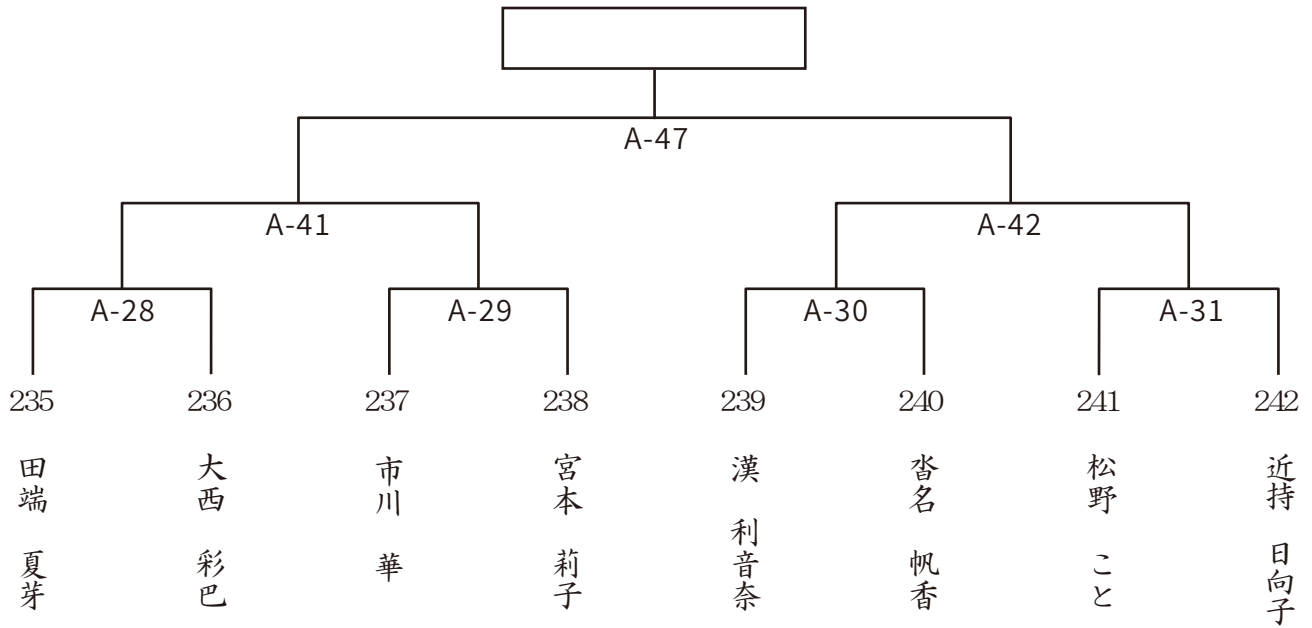 A-47
A-41
A-42
A-28
A-29
A-30
A-31
235
236
237
238
239
240
241
242
田端 夏芽
大西 彩巴
市川 華
宮本 莉子
漢 利音奈
沓名 帆香
松野 こと
近持 日向子